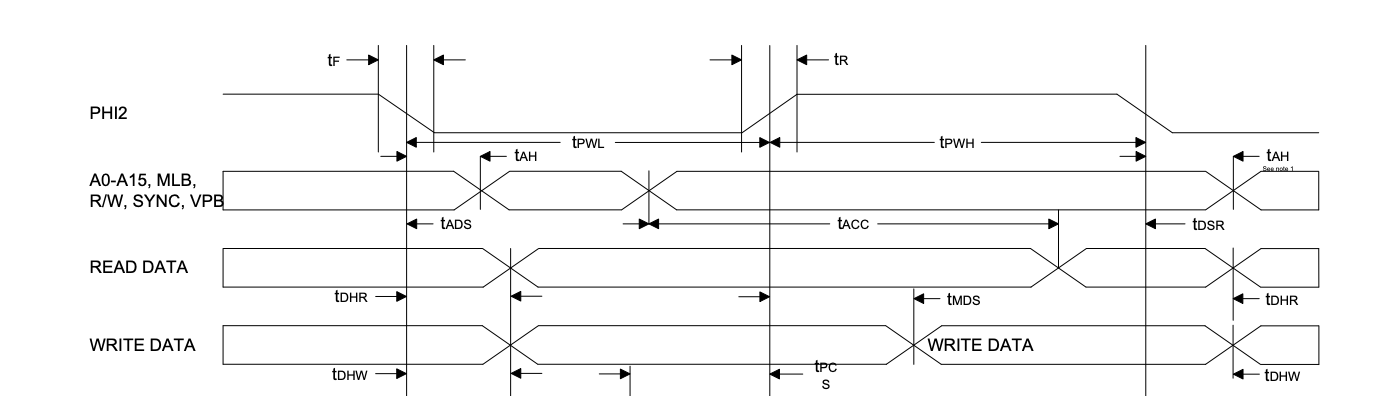 tF
tR
PHI2
tPWL
tPWH
tAH
tAH
See note 1
A0-A15, MLB,
R/W, SYNC, VPB
tADS
tACC
tDSR
READ DATA
tDHR
tMDS
tDHR
WRITE DATA
WRITE DATA
tDHW
tPC
S
tDHW